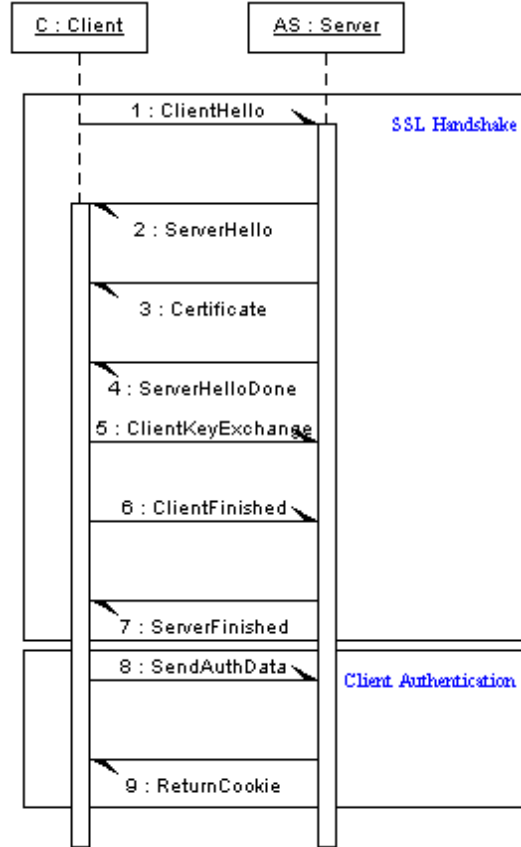 C : Client
AS : Server
1 : ClientHello
SSL Handshake
2 : ServerHello
3 : Certificate
4 : ServerHelloDone
5 : ClientKeyExchange
6 : ClientFinished
7 : ServerFinished
8 : SendAuthData
Client Authentication
9 : ReturnCookie